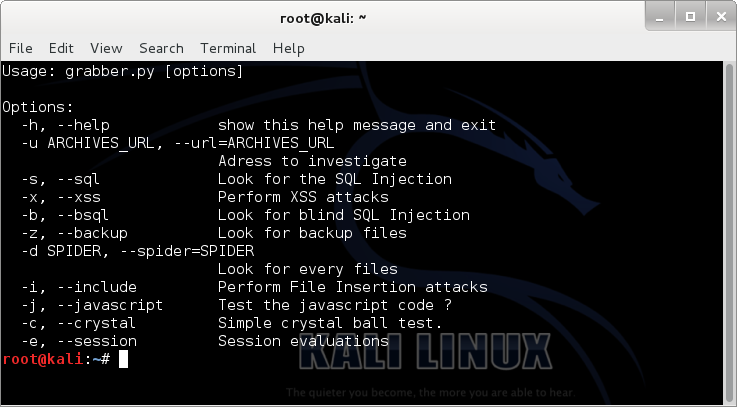 root@kali: ~
File Edit View Search Terminal Help
Usage: grabber.py [options]
Options:
-h, --help show this help message and exit
-u ARCHIVES_URL, --url=ARCHIVES_URL
Adress to investigate
-s, --sql Look for the SQL Injection
-x, --xss Perform XSS attacks
-b, --bsql Look for blind SQL Injection
-z, --backup Look for backup files
-d SPIDER, --spider=SPIDER
Look for every files
-i, --include Perform File Insertion attacks
-j, --javascript Test the javascript code ?
-c, --crystal Simple crystal ball test.
-e, --session Session evaluations
root@kali:~#
KALI LINUX
The quieter you become, the more you are able to hear.